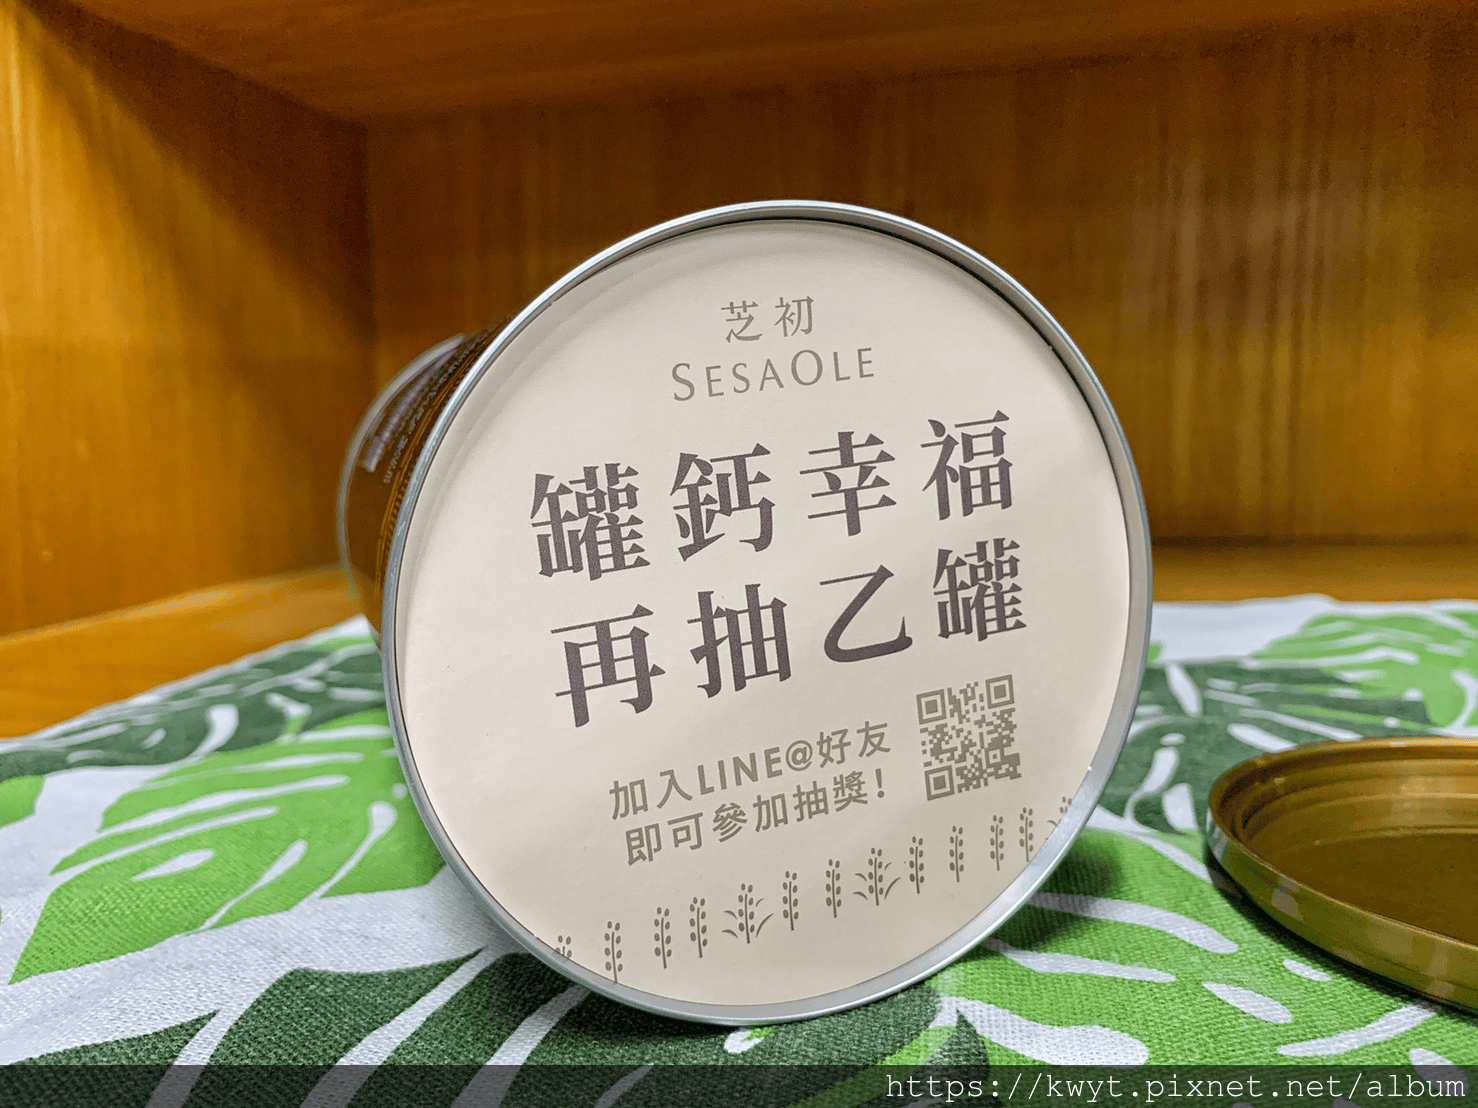 芝初
SESAOLE
罐鈣幸福
再抽乙罐
加入LINE@好友
即可參加抽獎!
https://kwyt.pixnet.net/album